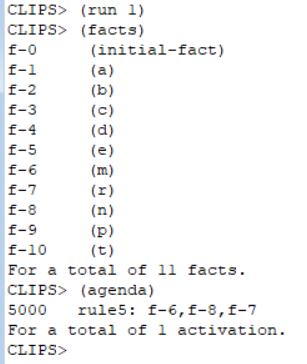 CLIPS> (run 1)
CLIPS> (facts)
f-0     (initial-fact)
f-1     (a)
f-2     (b)
f-3     (c)
f-4     (d)
f-5     (e)
f-6     (m)
f-7     (r)
f-8     (n)
f-9     (p)
f-10    (t)
For a total of 11 facts.
CLIPS> (agenda)
5000   rule5: f-6,f-8,f-7
For a total of 1 activation.
CLIPS>